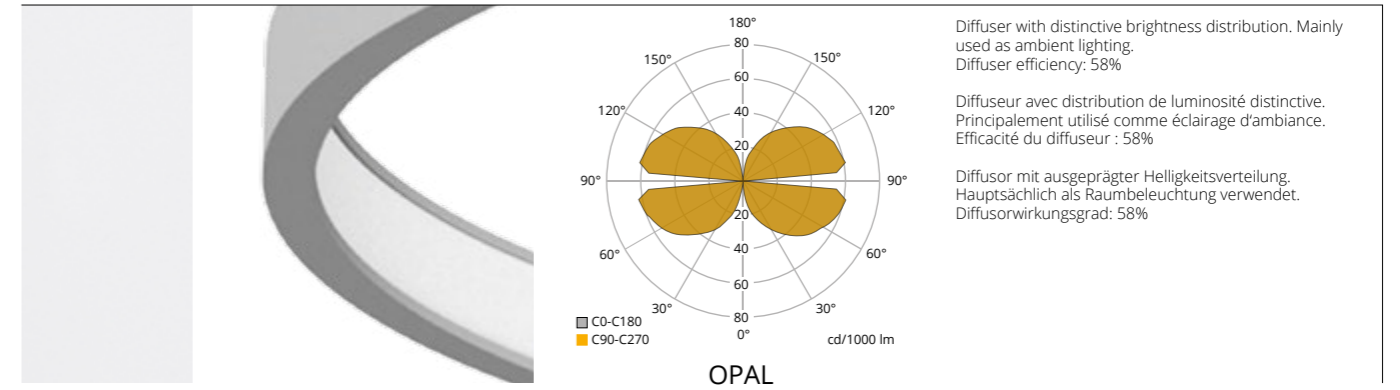 180°
80
150°
150°
60
120°
40
120°
20
90°
90°
20
40
60°
60°
60
30°
30°
80
C0-C180
0°
C90-C270
cd/1000 lm
OPAL
Diffuser with distinctive brightness distribution. Mainly
used as ambient lighting.
Diffuser efficiency: 58%
Diffuseur avec distribution de luminosité distinctive.
Principalement utilisé comme éclairage d'ambiance.
Efficacité du diffuseur : 58%
Diffusor mit ausgeprägter Helligkeitsverteilung.
Hauptsächlich als Raumbeleuchtung verwendet.
Diffusorwirkungsgrad: 58%